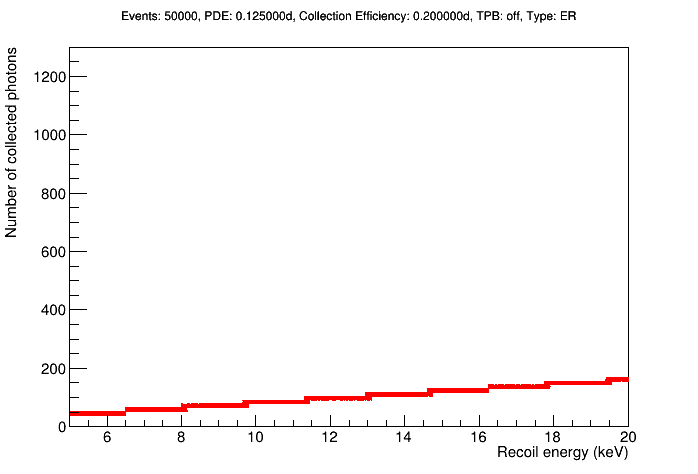 Events: 50000, PDE: 0.125000d, Collection Efficiency: 0.200000d, TPB: off, Type: ER
Number of collected photons
1200
1000
800
600
400
200
0
6 8 10 12 14 16 18 20
Recoil energy (keV)